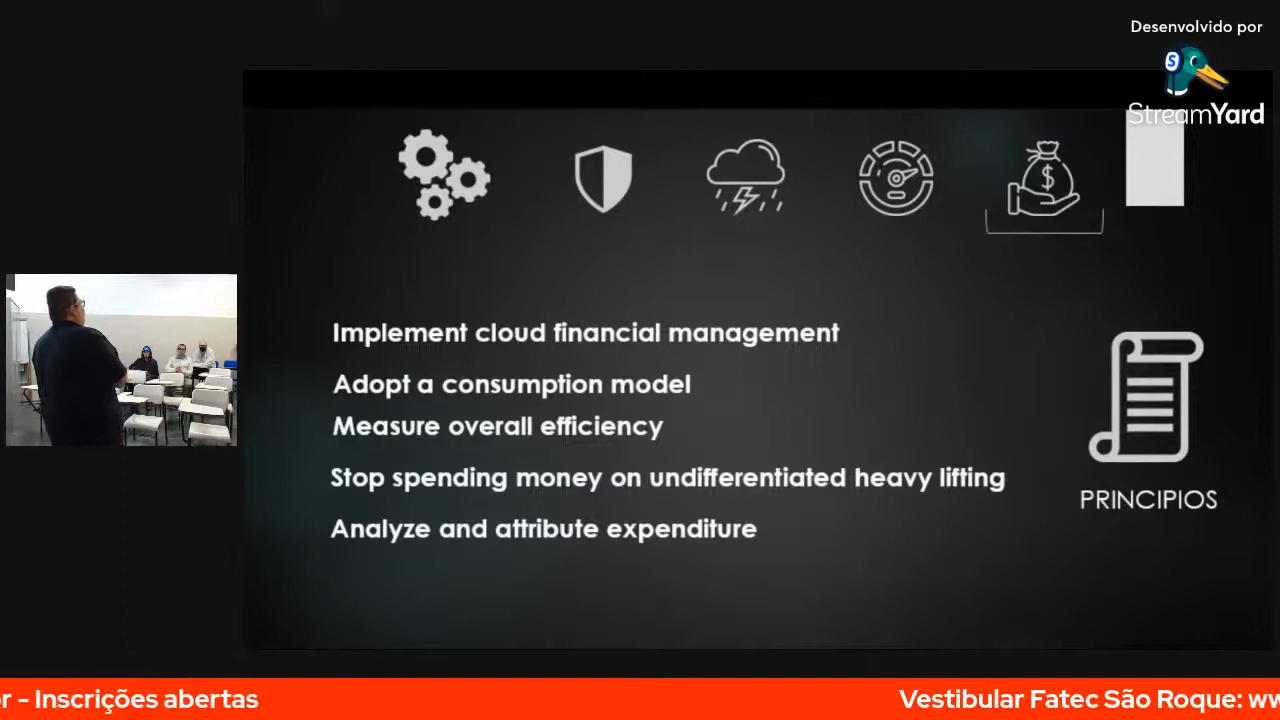 Desenvolvido por
StreamYard
Implement cloud financial management
Adopt a consumption model
Measure overall efficiency
Stop spending money on undifferentiated heavy lifting
Analyze and attribute expenditure
PRINCIPIOS
- Inscrições abertas
Vestibular Fatec São Roque: